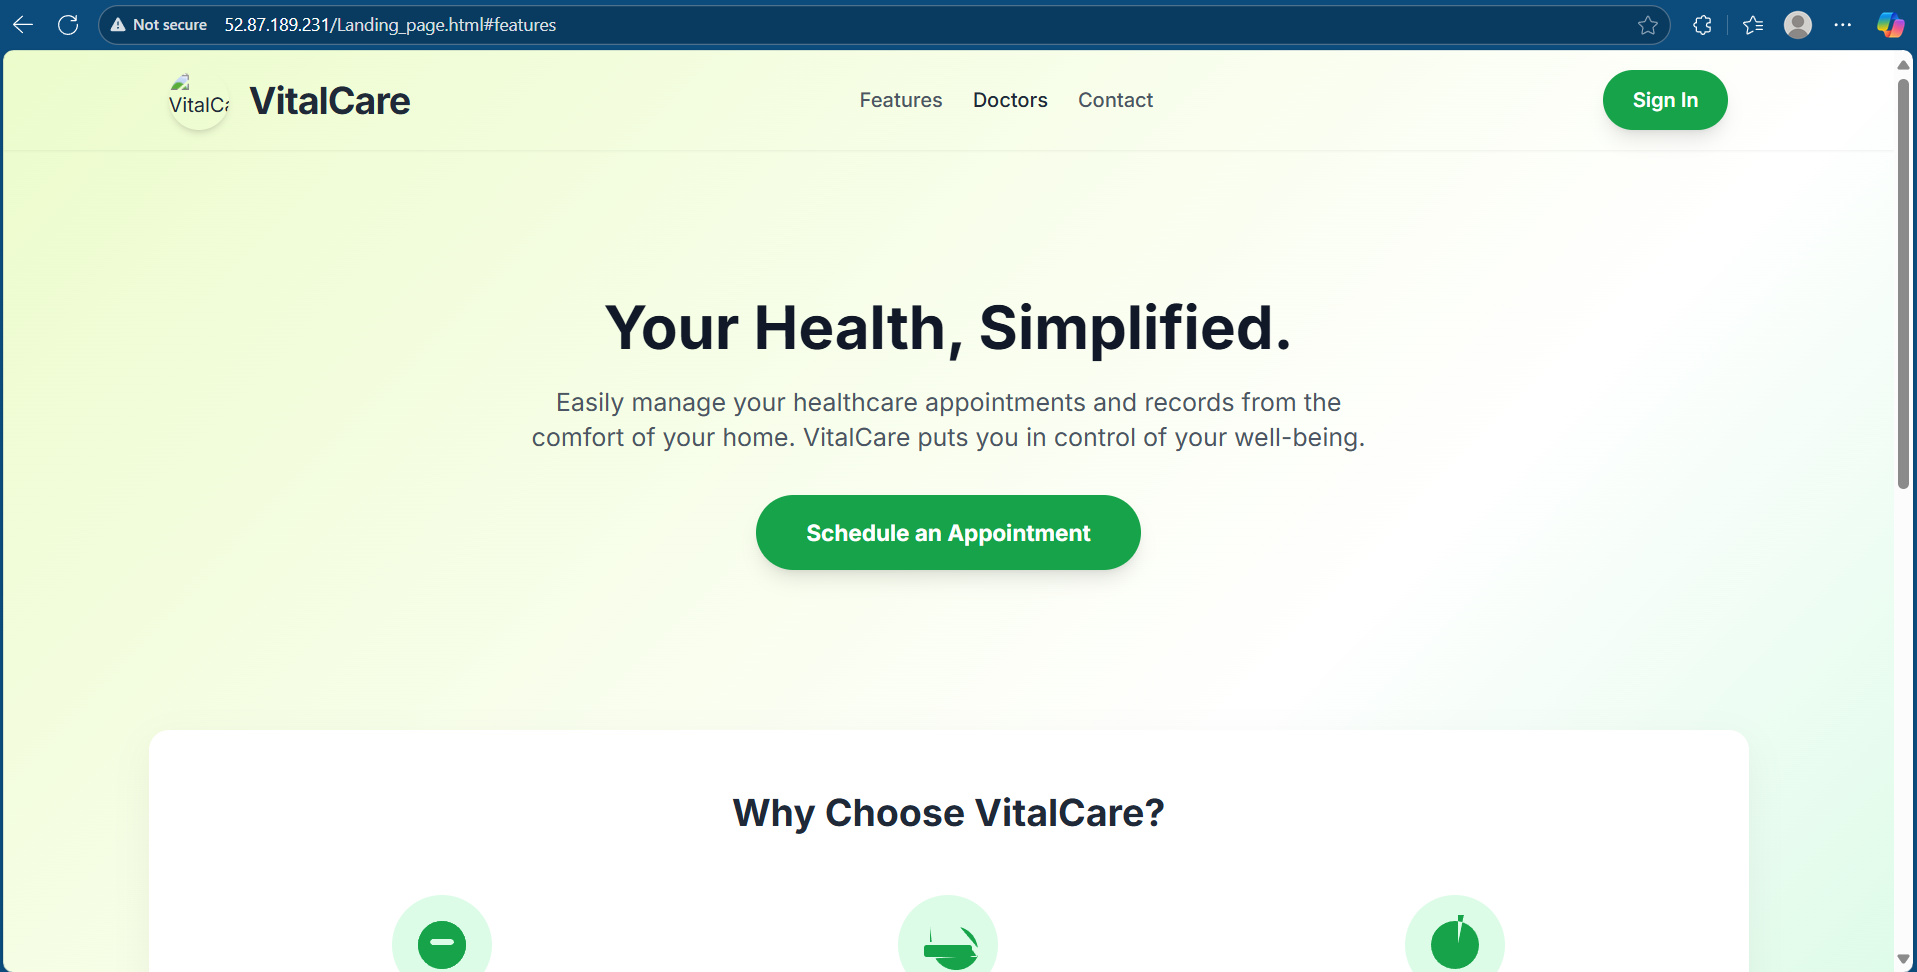 Not secure 52.87.189.231/Landing_page.html#features
VitalCa
VitalCare
Features Doctors Contact
Sign In
Your Health, Simplified.
Easily manage your healthcare appointments and records from the
comfort of your home. VitalCare puts you in control of your well-being.
Schedule an Appointment
Why Choose VitalCare?